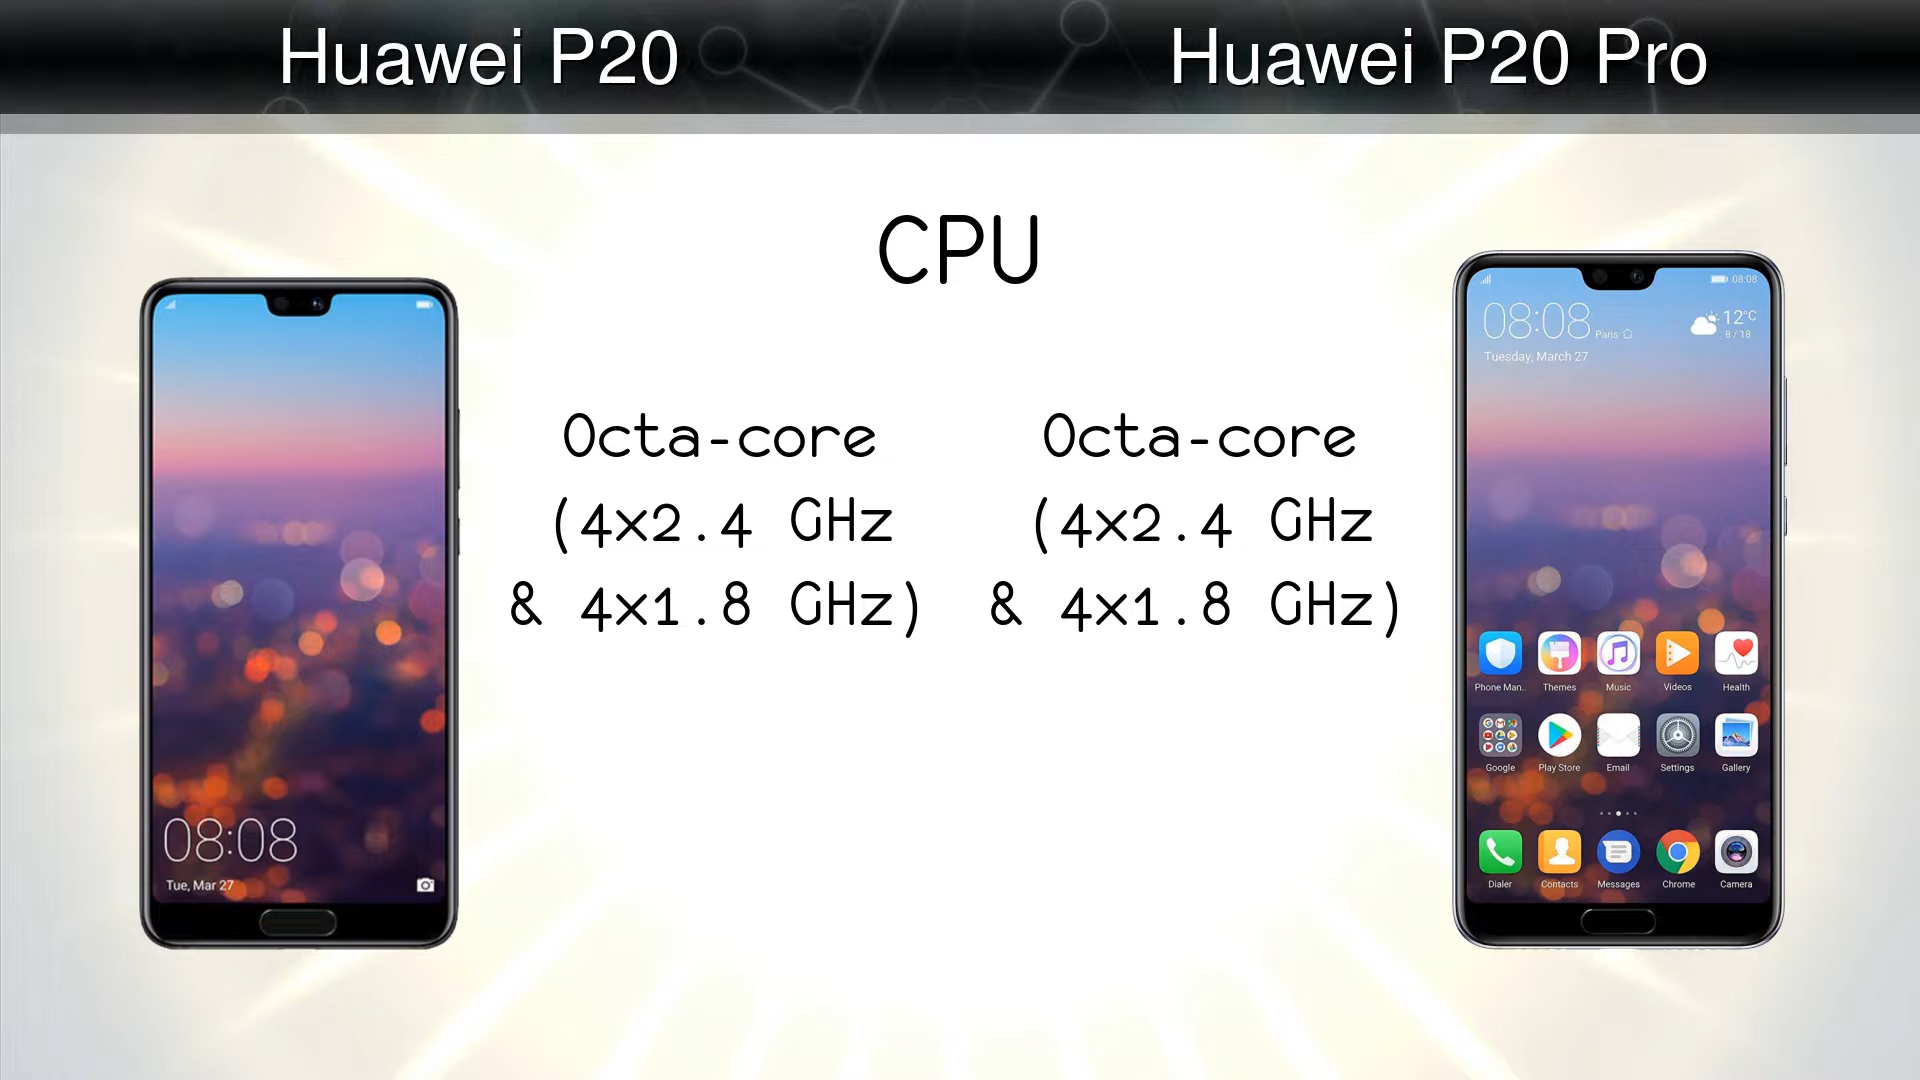 Huawei P20
Huawei P20 Pro
CPU
Octa-core
(4x2.4 GHz
& 4x1.8 GHz)
Octa-core
(4x2.4 GHz
& 4x1.8 GHz)
08:08
Tue, Mar 27
08:08
08:08 Paris
12°C
8 / 18
Tuesday, March 27
Phone Man.. Themes Music Videos Health
Google Play Store Email Settings Gallery
Dialer Contacts Messages Chrome Camera